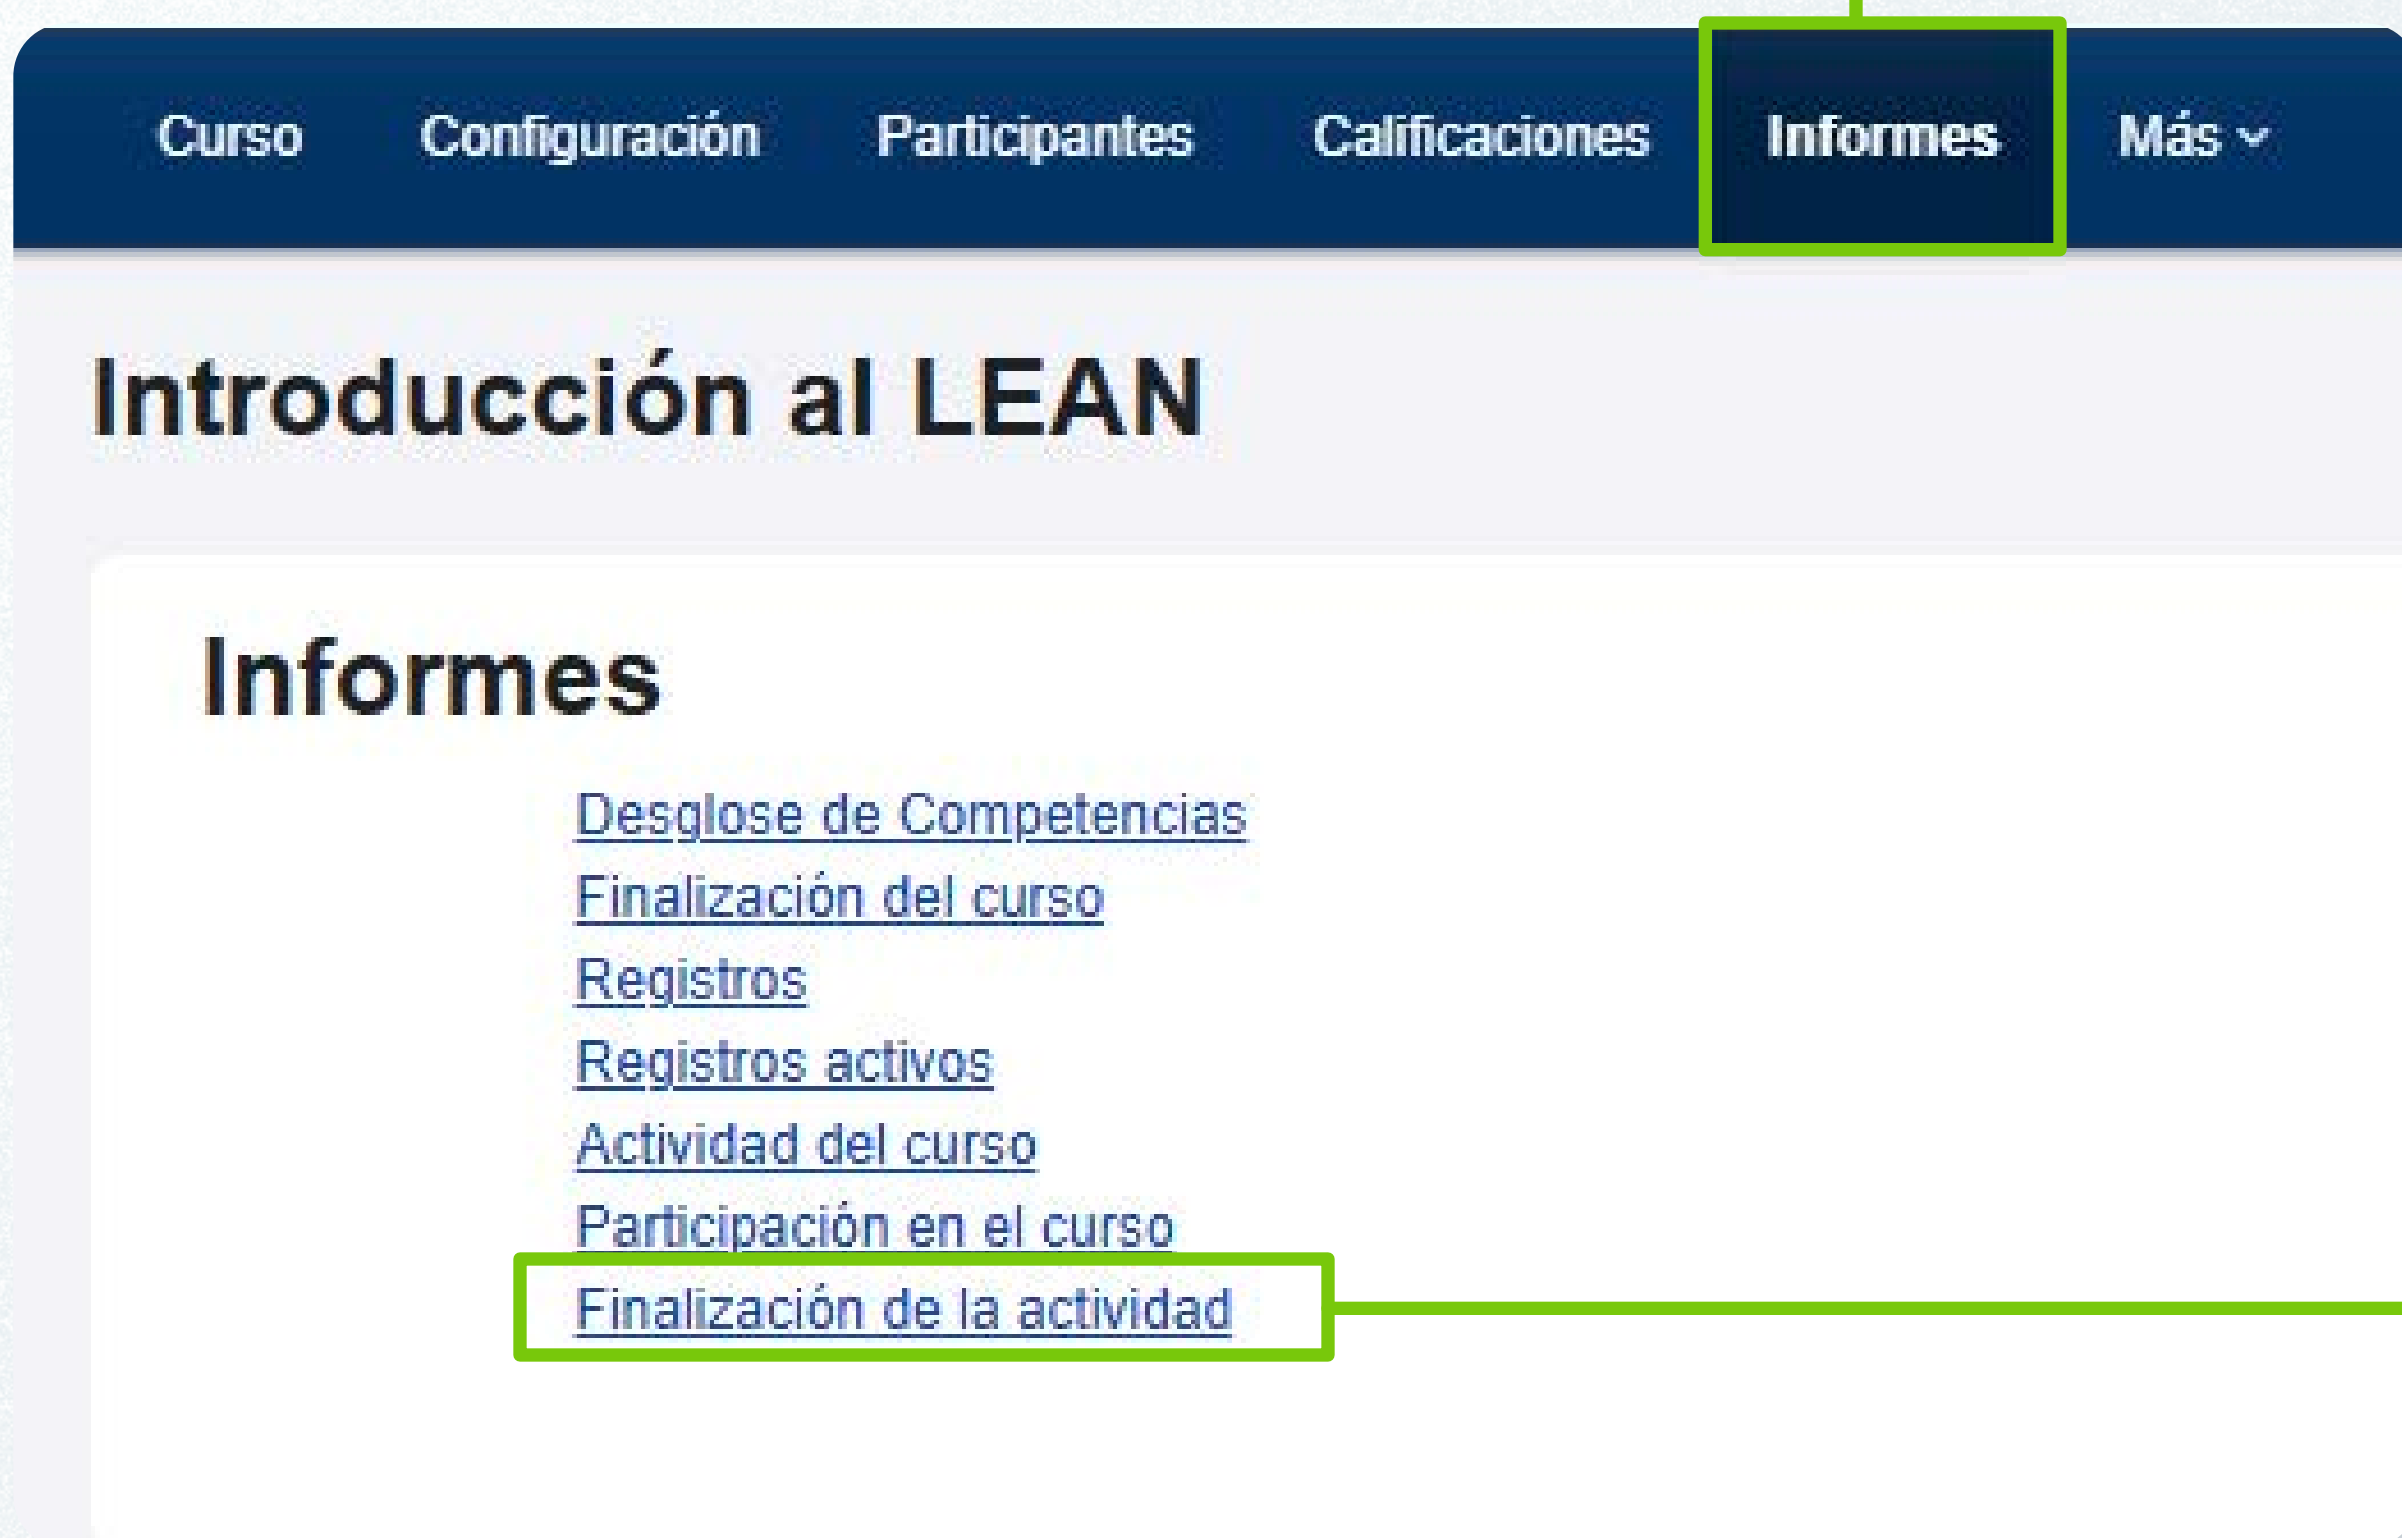 Curso Configuración Participantes Calificaciones Informes Más
Introducción al LEAN
Informes
Desglose de Competencias
Finalización del curso
Registros
Registros activos
Actividad del curso
Participación en el curso
Finalización de la actividad